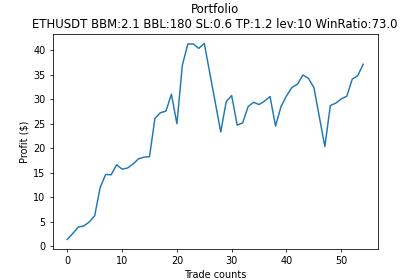 Portfolio
ETHUSDT BBM:2.1 BBL:180 SL:0.6 TP:1.2 lev:10 WinRatio:73.0
40
35
30
25
20
15
10
5
0
Profit ($)
0 10 20 30 40 50
Trade counts